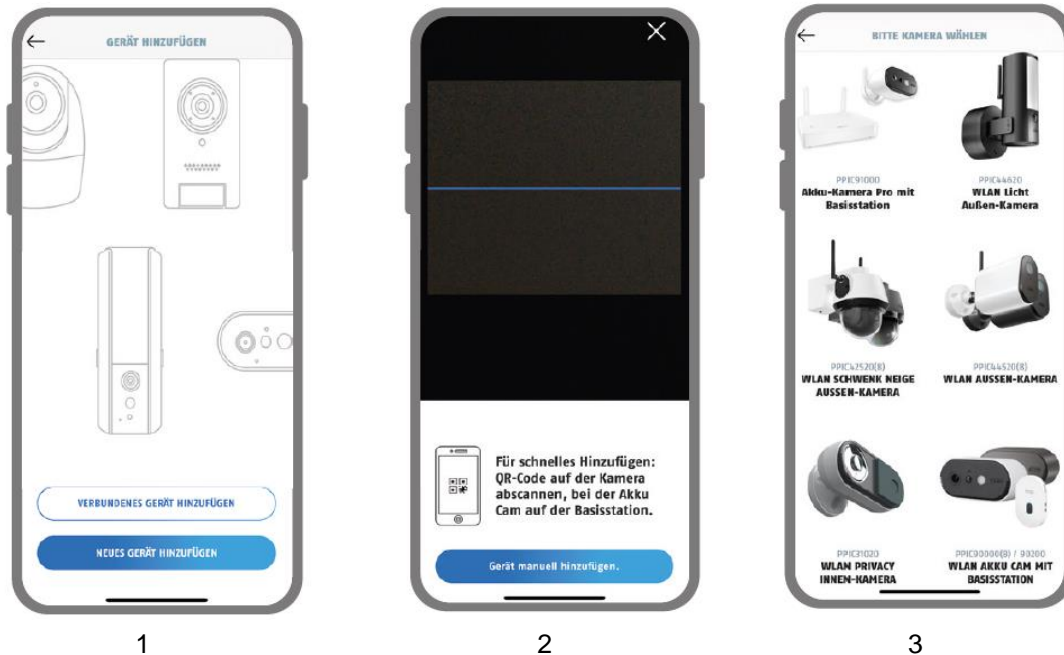 GERÄT HINZUFÜGEN
VERBUNDENES GERÄT HINZUFÜGEN
NEUES GERÄT HINZUFÜGEN
1
Für schnelles Hinzufügen:
QR-Code auf der Kamera
abscannen, bei der Akku
Cam auf der Basisstation.
Gerät manuell hinzufügen.
2
BITTE KAMERA WÄHLEN
PPIC91000
Akku-Kamera Pro mit
Basisstation
PPIC44620
WLAN Licht
Außen-Kamera
PPIC42520(B)
WLAN SCHWENK NEIGE
AUSSEN-KAMERA
PPIC44520(B)
WLAN AUSSEN-KAMERA
PPIC31020
WLAN PRIVACY
INNEN-KAMERA
PPIC90000(B) / 90200
WLAN AKKU CAM MIT
BASISSTATION
3